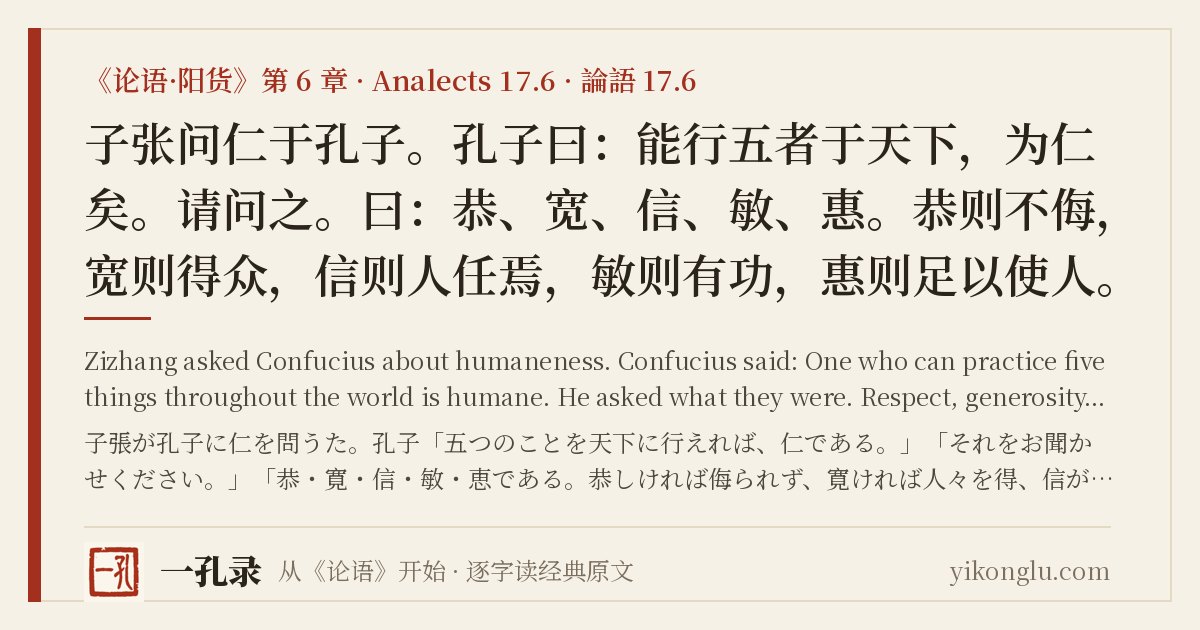 《论语·阳货》第 6 章 · Analects 17.6 · 論語 17.6
子张问仁于孔子。孔子曰：能行五者于天下，为仁
矣。请问之。曰：恭、宽、信、敏、惠。恭则不侮，
宽则得众，信则人任焉，敏则有功，惠则足以使人。
Zizhang asked Confucius about humaneness. Confucius said: One who can practice five
things throughout the world is humane. He asked what they were. Respect, generosity...
子張が孔子に仁を問うた。孔子「五つのことを天下に行えれば、仁である。」「それをお聞か
せください。」「恭・寛・信・敏・恵である。恭しければ侮られず、寛ければ人々を得、信が…
一孔
一孔录 从《论语》开始 · 逐字读经典原文 yikonglu.com